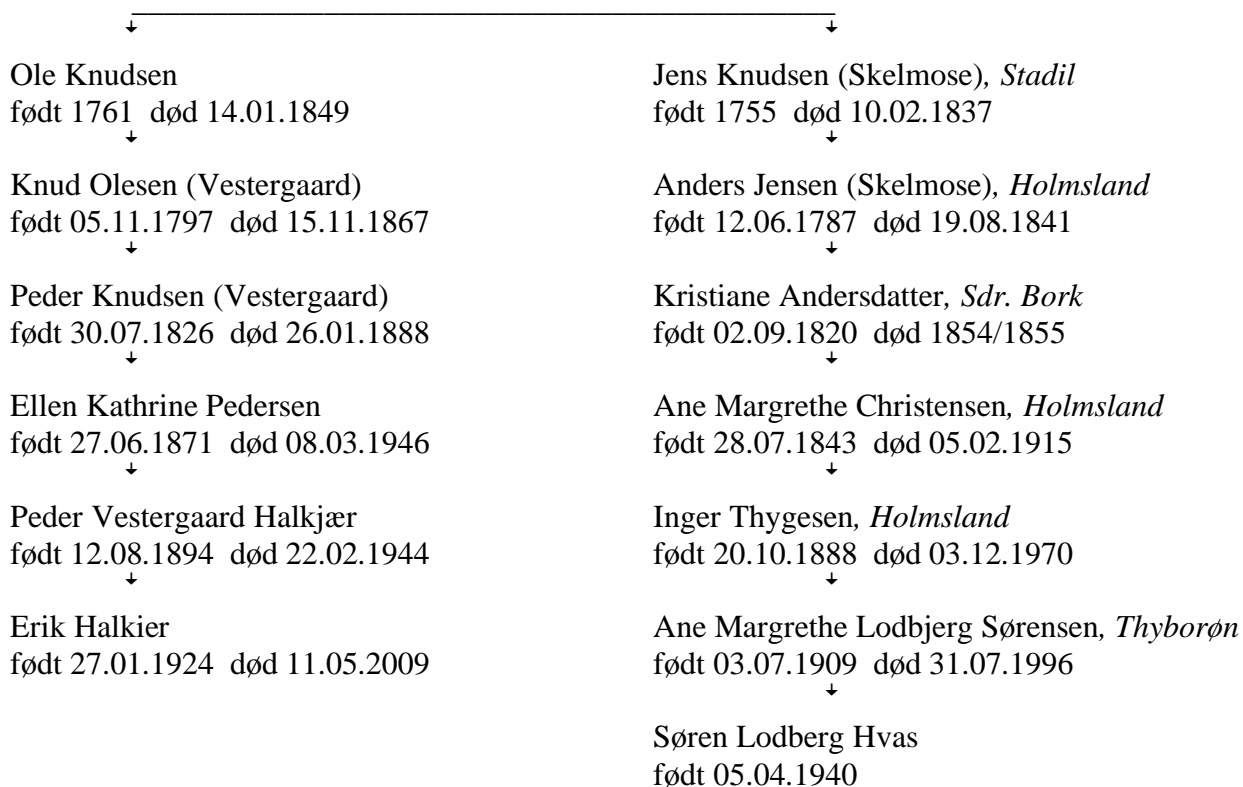 Ole Knudsen
født 1761 død 14.01.1849
Knud Olesen (Vestergaard)
født 05.11.1797 død 15.11.1867
Peder Knudsen (Vestergaard)
født 30.07.1826 død 26.01.1888
Ellen Kathrine Pedersen
født 27.06.1871 død 08.03.1946
Peder Vestergaard Halkjær
født 12.08.1894 død 22.02.1944
Erik Halkier
født 27.01.1924 død 11.05.2009
Jens Knudsen (Skelmose), Stadil
født 1755 død 10.02.1837
Anders Jensen (Skelmose), Holmsland
født 12.06.1787 død 19.08.1841
Kristiane Andersdatter, Sdr. Bork
født 02.09.1820 død 1854/1855
Ane Margrethe Christensen, Holmsland
født 28.07.1843 død 05.02.1915
Inger Thygesen, Holmsland
født 20.10.1888 død 03.12.1970
Ane Margrethe Lodbjerg Sørensen, Thyborøn
født 03.07.1909 død 31.07.1996
Søren Lodberg Hvas
født 05.04.1940